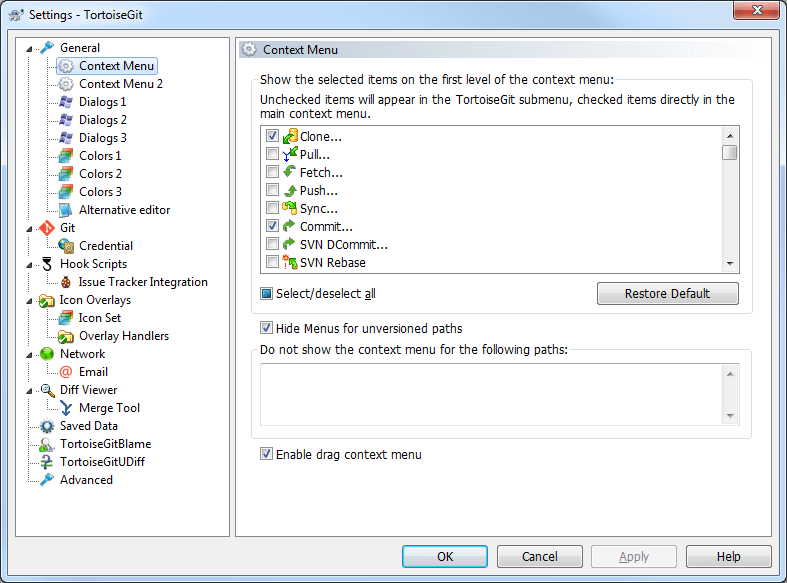 Settings - TortoiseGit
General
Context Menu
Context Menu 2
Dialogs 1
Dialogs 2
Dialogs 3
Colors 1
Colors 2
Colors 3
Alternative editor
Git
Credential
Hook Scripts
Issue Tracker Integration
Icon Overlays
Icon Set
Overlay Handlers
Network
Email
Diff Viewer
Merge Tool
Saved Data
TortoiseGitBlame
TortoiseGitUDiff
Advanced
Context Menu
Show the selected items on the first level of the context menu:
Unchecked items will appear in the TortoiseGit submenu, checked items directly in the
main context menu.
Clone...
Pull...
Fetch...
Push...
Sync...
Commit...
SVN DCommit...
SVN Rebase
Select/deselect all
Restore Default
Hide Menus for unversioned paths
Do not show the context menu for the following paths:
Enable drag context menu
OK
Cancel
Apply
Help